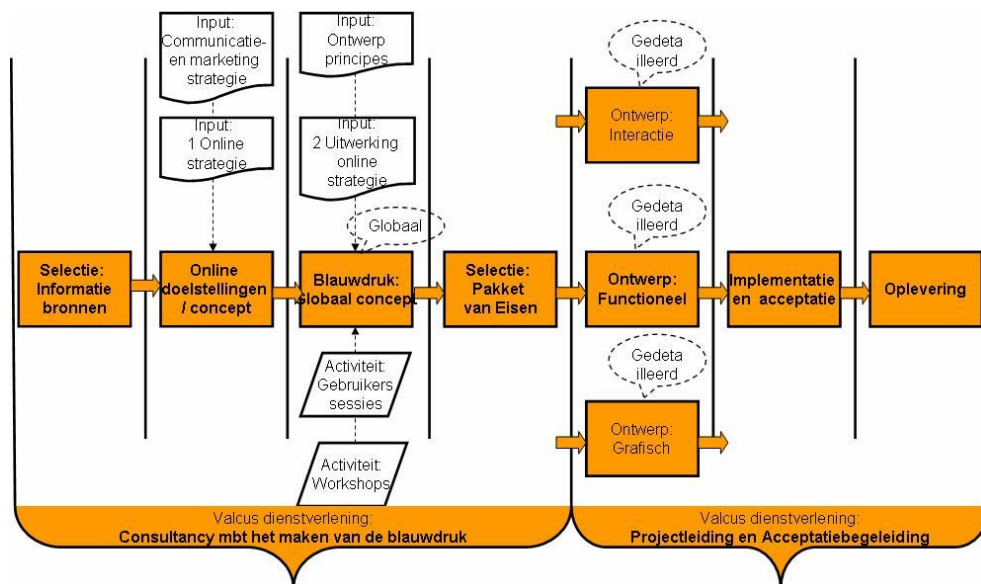 Input:
Communicatie-
en marketing
strategie
Input:
1 Online
strategie
Input:
Ontwerp
principes
Input:
2 Uitwerking
online
strategie
Globaal
Gedeta
illeerd
Ontwerp:
Interactie
Gedeta
illeerd
Selectie:
Informatie
bronnen
Online
doelstellingen
/ concept
Blauwdruk:
Globaal concept
Selectie:
Pakket
van Eisen
Ontwerp:
Functioneel
Implementatie
en acceptatie
Oplevering
Activiteit:
Gebruikers
sessies
Activiteit:
Workshops
Gedeta
illeerd
Ontwerp:
Grafisch
Valcus dienstverlening:
Consultancy mbt het maken van de blauwdruk
Valcus dienstverlening:
Projectleiding en Acceptatiebegeleiding